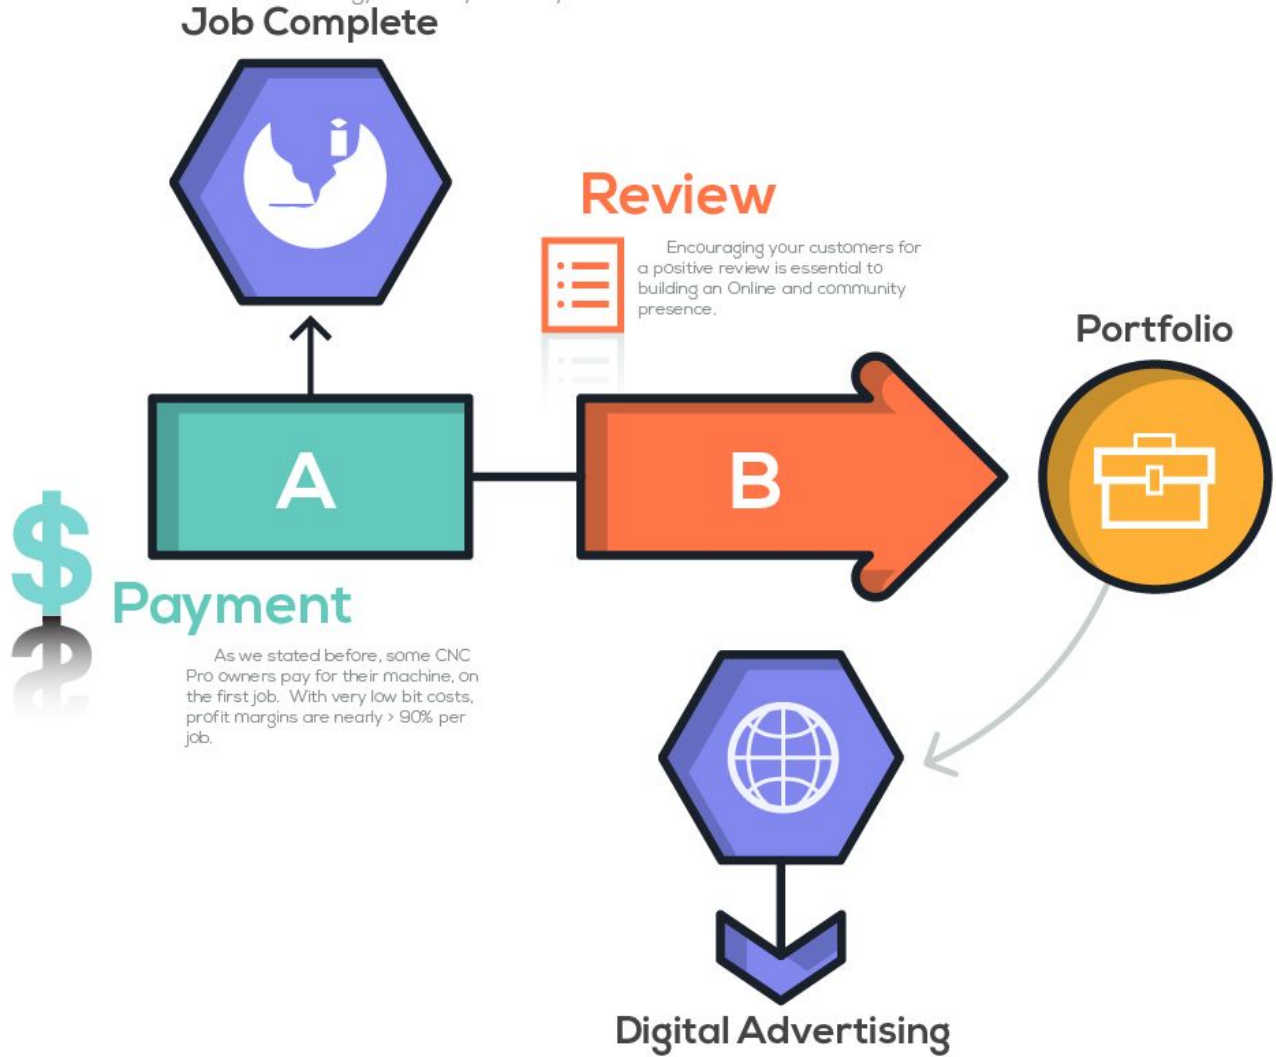 Job Complete
Review
Encouraging your customers for
a positive review is essential to
building an Online and community
presence.
Portfolio
A
B
$
Payment
As we stated before, some CNC
Pro owners pay for their machine, on
the first job. With very low bit costs,
profit margins are nearly > 90% per
job.
Digital Advertising